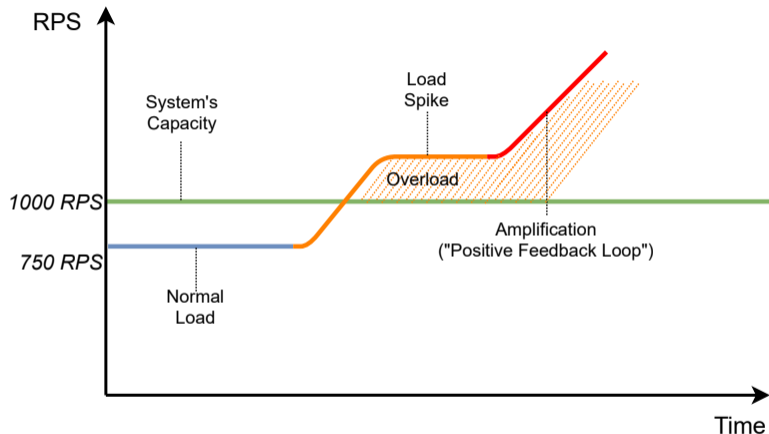 RPS
System's
Capacity
Load
Spike
Overload
1000 RPS
750 RPS
Amplification
("Positive Feedback Loop")
Normal
Load
Time